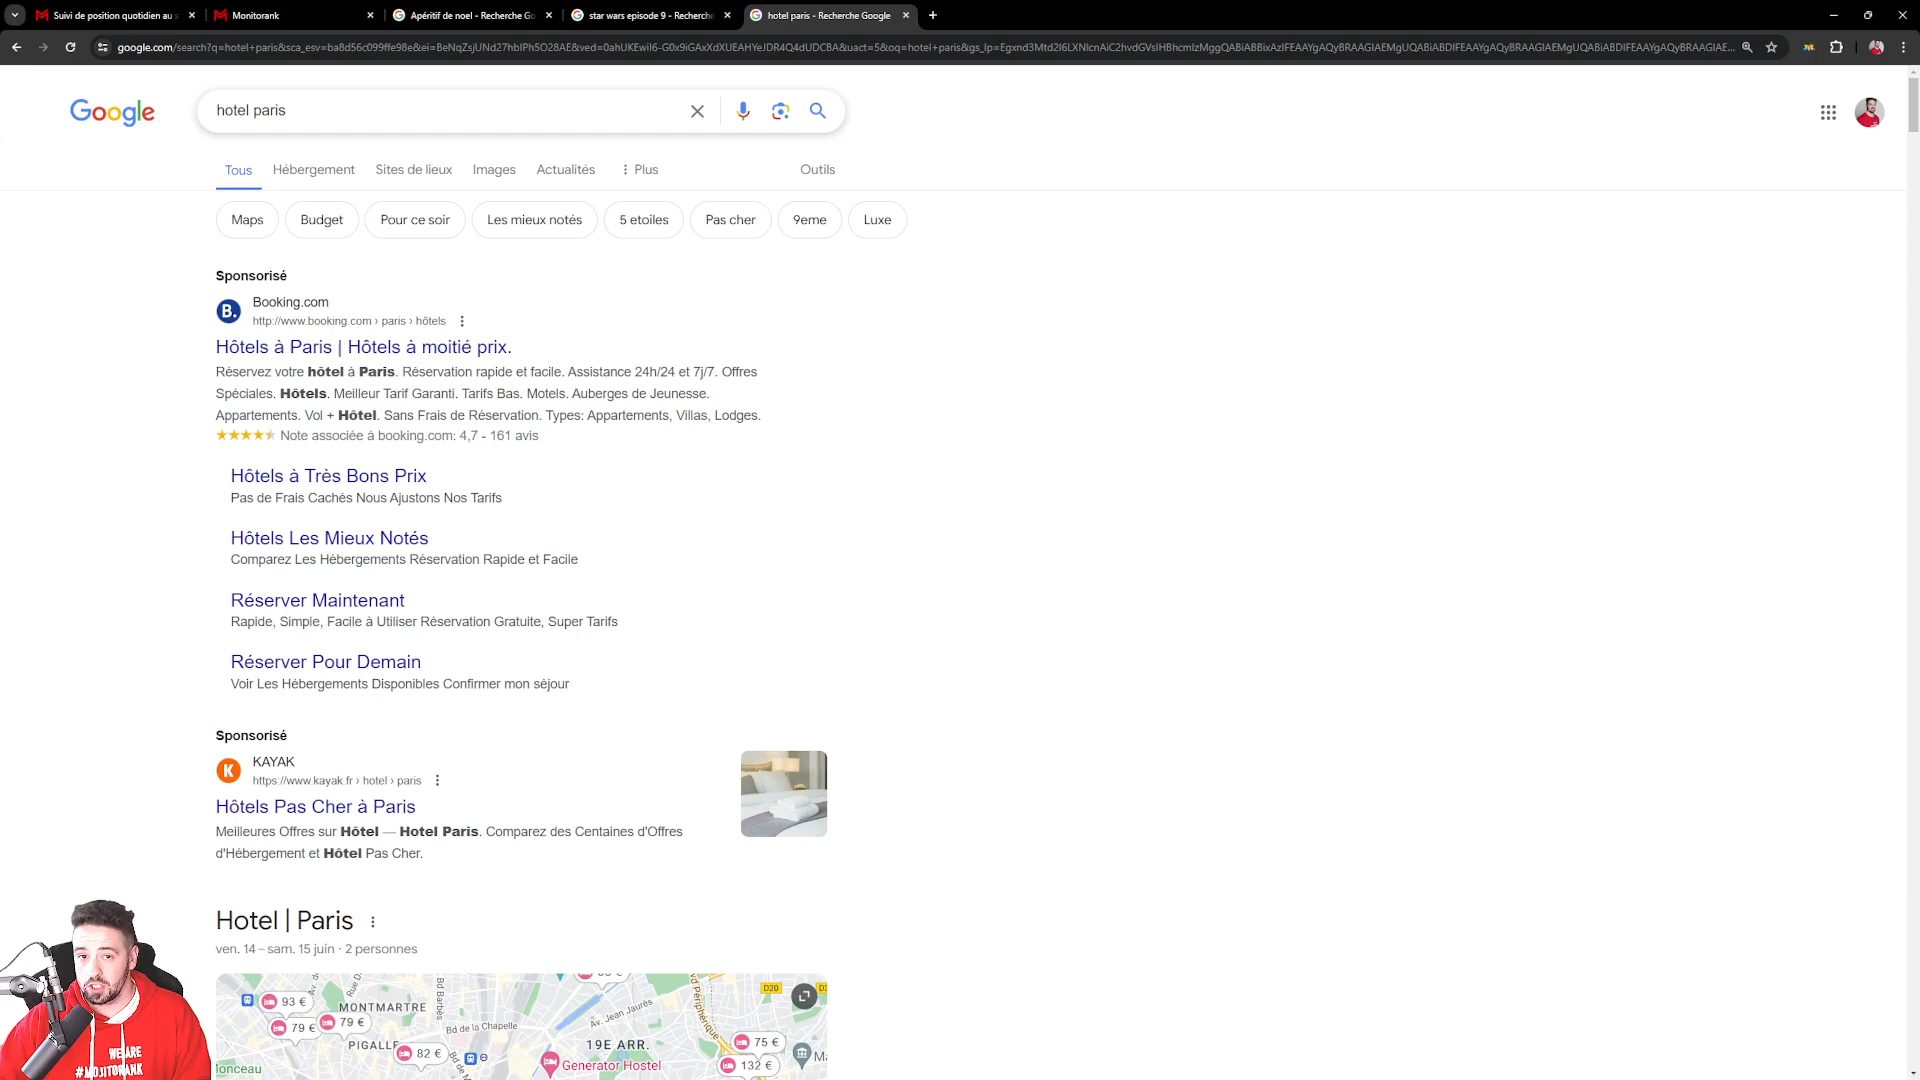 Suivi de position quotidien au s
Monitorank
Apéritif de noel - Recherche Go
star wars episode 9 - Recherche
hotel paris - Recherche Google
Google
hotel paris
Tous
Hébergement
Sites de lieux
Images
Actualités
Plus
Outils
Maps
Budget
Pour ce soir
Les mieux notés
5 etoiles
Pas cher
9eme
Luxe
Sponsorisé
B.
Booking.com
http://www.booking.com › paris › hôtels
Hôtels à Paris | Hôtels à moitié prix.
Réservez votre hôtel à Paris. Réservation rapide et facile. Assistance 24h/24 et 7j/7. Offres
Spéciales. Hôtels. Meilleur Tarif Garanti. Tarifs Bas. Motels. Auberges de Jeunesse.
Appartements. Vol + Hôtel. Sans Frais de Réservation. Types: Appartements, Villas, Lodges.
Note associée à booking.com: 4,7 - 161 avis
Hôtels à Très Bons Prix
Pas de Frais Cachés Nous Ajustons Nos Tarifs
Hôtels Les Mieux Notés
Comparez Les Hébergements Réservation Rapide et Facile
Réserver Maintenant
Rapide, Simple, Facile à Utiliser Réservation Gratuite, Super Tarifs
Réserver Pour Demain
Voir Les Hébergements Disponibles Confirmer mon séjour
Sponsorisé
K
KAYAK
https://www.kayak.fr › hotel › paris
Hôtels Pas Cher à Paris
Meilleures Offres sur Hôtel — Hotel Paris. Comparez des Centaines d'Offres
d'Hébergement et Hôtel Pas Cher.
Hotel | Paris
ven. 14 – sam. 15 juin · 2 personnes
93 €
79 €
79 €
82 €
75 €
132 €
MONTMARTRE
PIGALLE
Bd Barbès
Bd de la Chapelle
Av. Jean Jaurès
19E ARR.
Generator Hostel
D20
WE ARE
#MOJITORANK